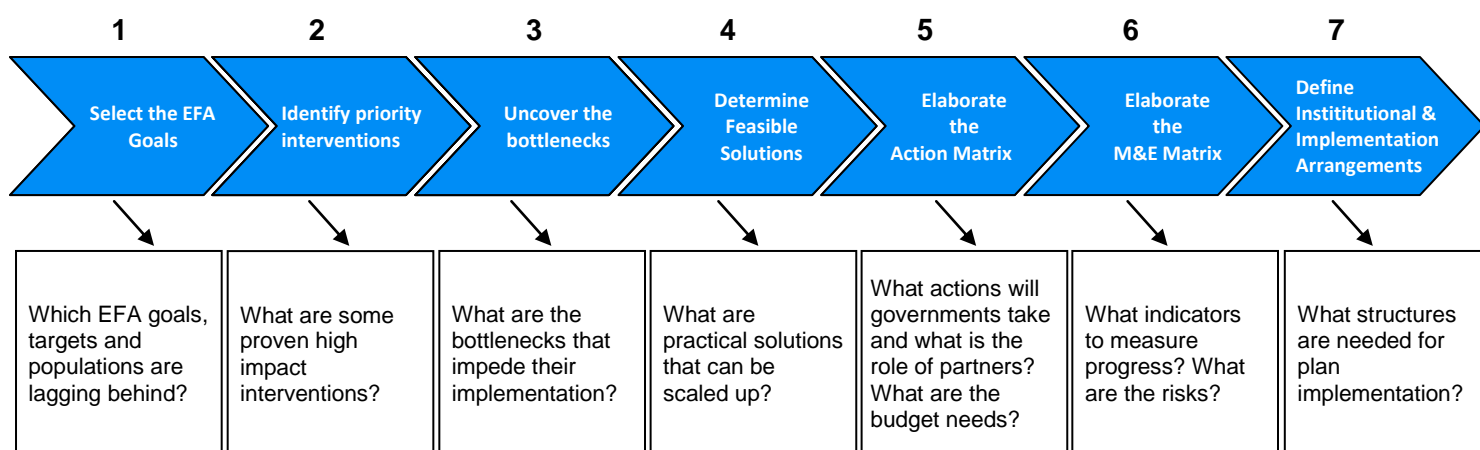 1
2
3
4
5
6
7
Select the EFA
Goals
Identify priority
interventions
Uncover the
bottlenecks
Determine
Feasible
Solutions
Elaborate
the
Action Matrix
Elaborate
the
M&E Matrix
Define
Instititutional &
Implementation
Arrangements
Which EFA goals,
targets and
populations are
lagging behind?
What are some
proven high
impact
interventions?
What are the
bottlenecks that
impede their
implementation?
What are
practical solutions
that can be
scaled up?
What actions will
governments take
and what is the
role of partners?
What are the
budget needs?
What indicators
to measure
progress? What
are the risks?
What structures
are needed for
plan
implementation?